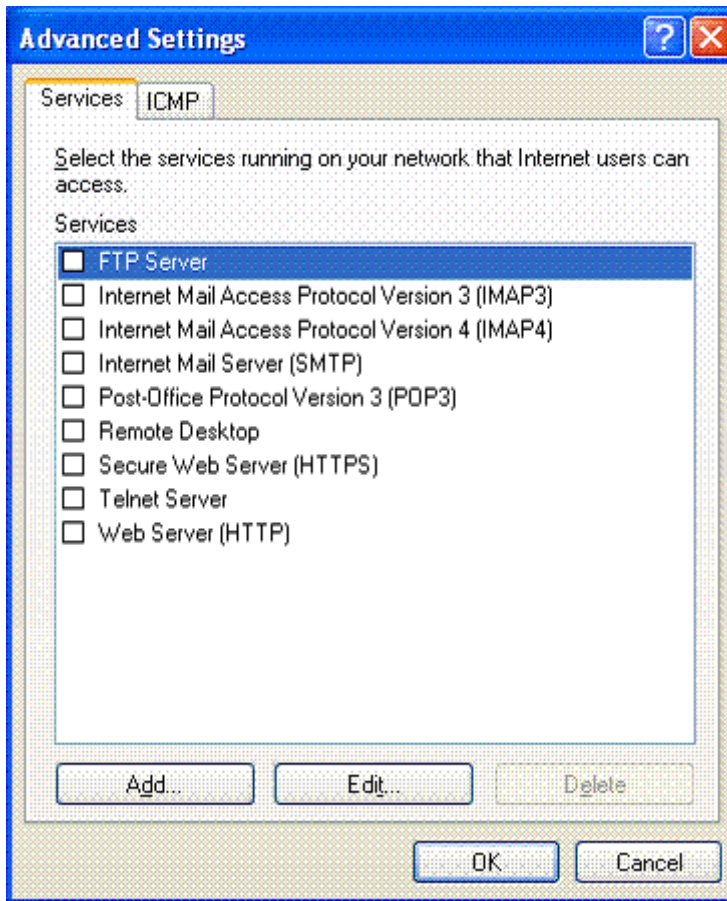 Advanced Settings
Services
ICMP
Select the services running on your network that Internet users can
access.
Services
FTP Server
Internet Mail Access Protocol Version 3 (IMAP3)
Internet Mail Access Protocol Version 4 (IMAP4)
Internet Mail Server (SMTP)
Post-Office Protocol Version 3 (POP3)
Remote Desktop
Secure Web Server (HTTPS)
Telnet Server
Web Server (HTTP)
Add...
Edit...
Delete
OK
Cancel